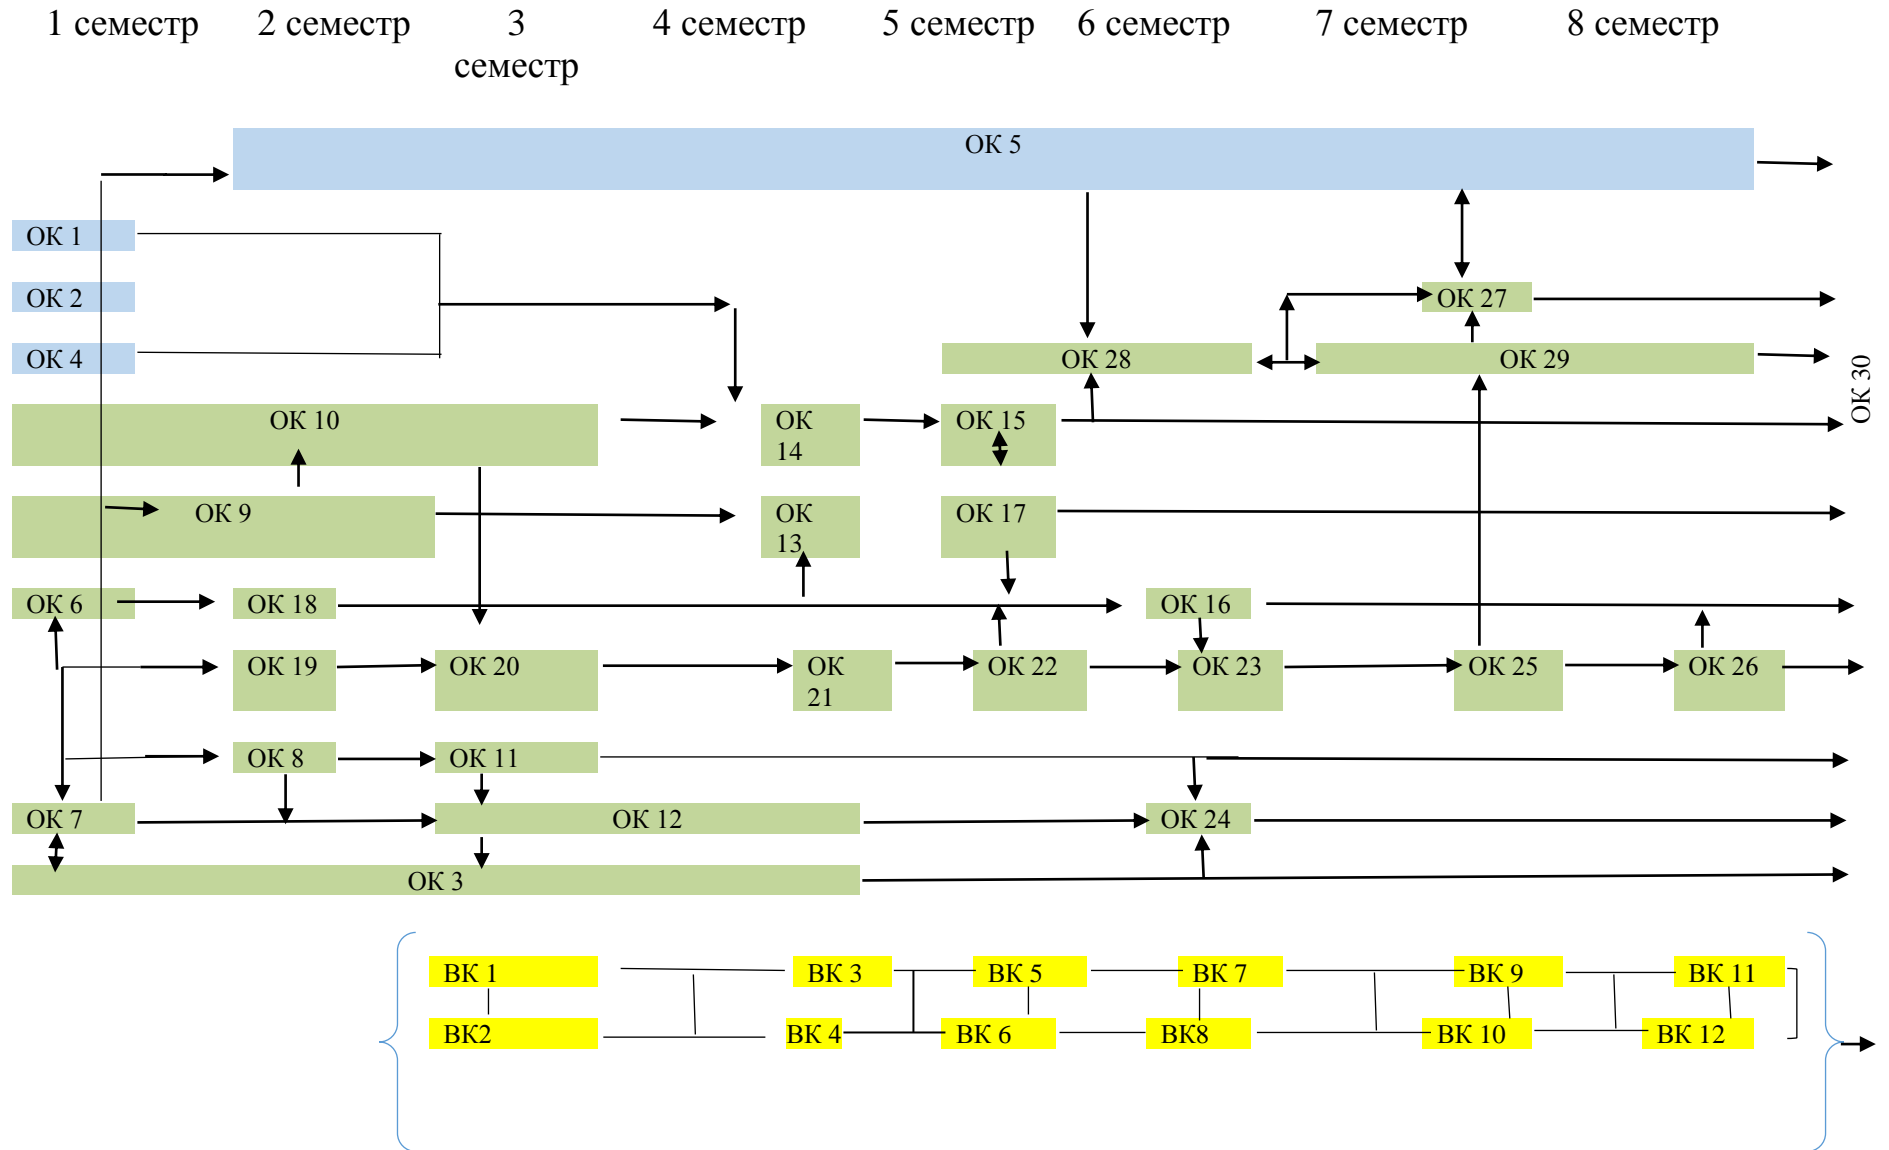 1 семестр 2 семестр 3 семестр 4 семестр 5 семестр 6 семестр 7 семестр 8 семестр
ОК 5
ОК 1
ОК 2 ОК 27
ОК 4 ОК 28 ОК 29
ОК 30
ОК 10 ОК 14 ОК 15
ОК 9 ОК 13 ОК 17
ОК 6 ОК 18 ОК 16
ОК 19 ОК 20 ОК 21 ОК 22 ОК 23 ОК 25 ОК 26
ОК 8 ОК 11
ОК 7 ОК 12 ОК 24
ОК 3
ВК 1 ВК 3 ВК 5 ВК 7 ВК 9 ВК 11
ВК2 ВК 4 ВК 6 ВК8 ВК 10 ВК 12